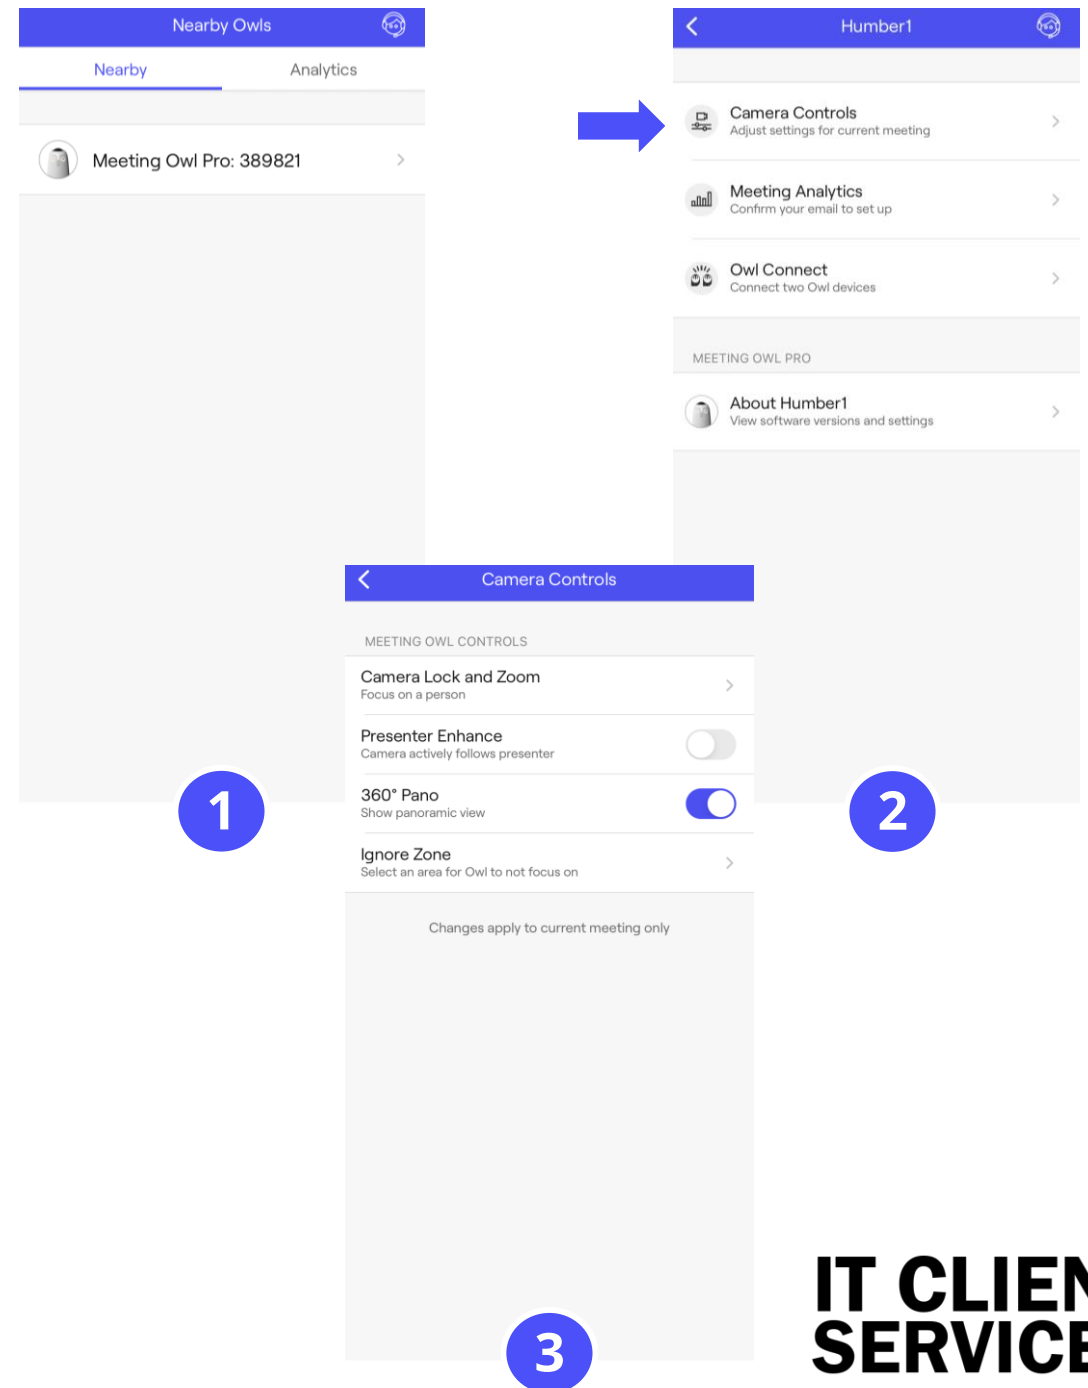 Nearby Owls
Nearby
Analytics
Meeting Owl Pro: 389821
1
Humber1
Camera Controls
Adjust settings for current meeting
Meeting Analytics
Confirm your email to set up
Owl Connect
Connect two Owl devices
MEETING OWL PRO
About Humber1
View software versions and settings
2
Camera Controls
MEETING OWL CONTROLS
Camera Lock and Zoom
Focus on a person
Presenter Enhance
Camera actively follows presenter
360° Pano
Show panoramic view
Ignore Zone
Select an area for Owl to not focus on
Changes apply to current meeting only
3
IT CLIEN
SERVICE